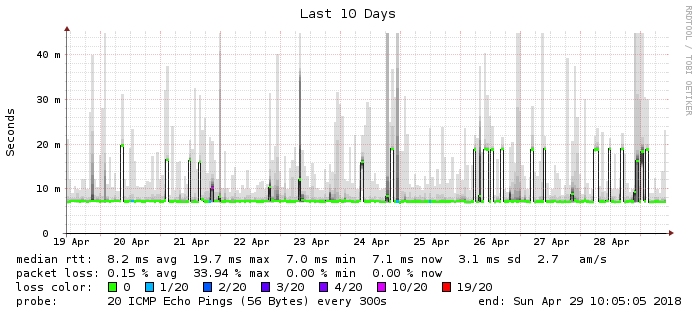 Last 10 Days
RRDTOOL / TOBI OETIKER
Seconds
40 m
30 m
20 m
10 m
0
19 Apr 20 Apr 21 Apr 22 Apr 23 Apr 24 Apr 25 Apr 26 Apr 27 Apr 28 Apr
median rtt: 8.2 ms avg 19.7 ms max 7.0 ms min 7.1 ms now 3.1 ms sd 2.7 am/s
packet loss: 0.15 % avg 33.94 % max 0.00 % min 0.00 % now
loss color: 0 1/20 2/20 3/20 4/20 10/20 19/20
probe: 20 ICMP Echo Pings (56 Bytes) every 300s end: Sun Apr 29 10:05:05 2018